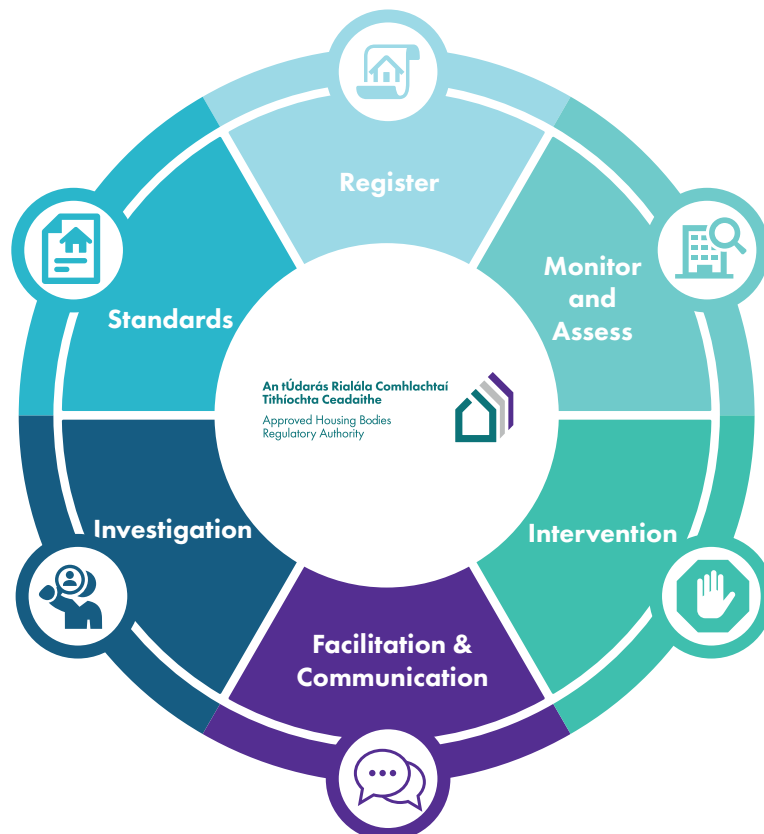 Register
Monitor
and
Assess
Standards
An tÚdarás Rialála Comhlachtaí
Tithíochta Ceadaithe
Approved Housing Bodies
Regulatory Authority
Investigation
Intervention
Facilitation &
Communication